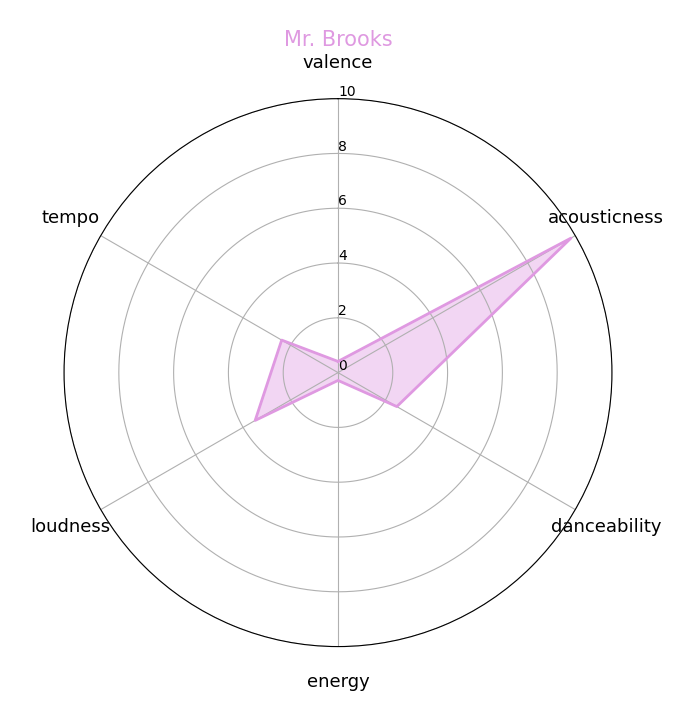 Mr. Brooks
valence
10
8
6
4
2
0
tempo
acousticness
loudness
danceability
energy